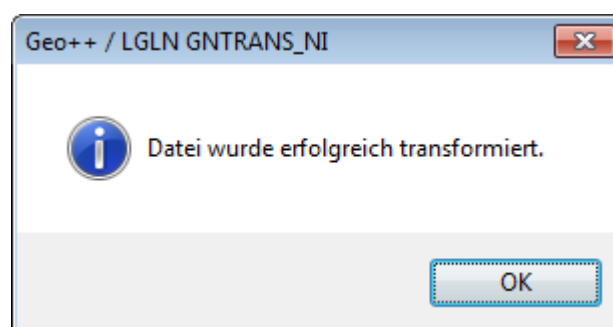 Geo++ / LGLN GNTRANS_NI
Datei wurde erfolgreich transformiert.
OK